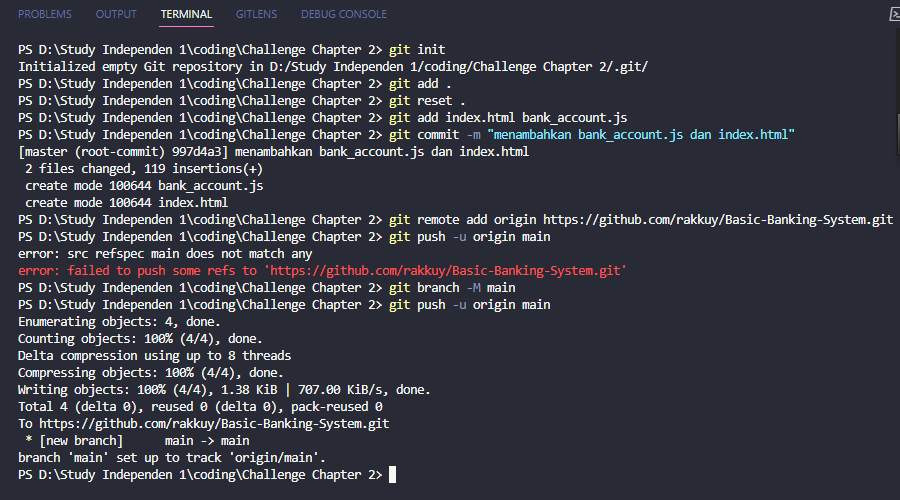 PROBLEMS OUTPUT TERMINAL GITLENS DEBUG CONSOLE
PS D:\Study Independen 1\coding\Challenge Chapter 2> git init
Initialized empty Git repository in D:/Study Independen 1/coding/Challenge Chapter 2/.git/
PS D:\Study Independen 1\coding\Challenge Chapter 2> git add .
PS D:\Study Independen 1\coding\Challenge Chapter 2> git reset .
PS D:\Study Independen 1\coding\Challenge Chapter 2> git add index.html bank_account.js
PS D:\Study Independen 1\coding\Challenge Chapter 2> git commit -m "menambahkan bank_account.js dan index.html"
[master (root-commit) 997d4a3] menambahkan bank_account.js dan index.html
 2 files changed, 119 insertions(+)
 create mode 100644 bank_account.js
 create mode 100644 index.html
PS D:\Study Independen 1\coding\Challenge Chapter 2> git remote add origin https://github.com/rakkuy/Basic-Banking-System.git
PS D:\Study Independen 1\coding\Challenge Chapter 2> git push -u origin main
error: src refspec main does not match any
error: failed to push some refs to 'https://github.com/rakkuy/Basic-Banking-System.git'
PS D:\Study Independen 1\coding\Challenge Chapter 2> git branch -M main
PS D:\Study Independen 1\coding\Challenge Chapter 2> git push -u origin main
Enumerating objects: 4, done.
Counting objects: 100% (4/4), done.
Delta compression using up to 8 threads
Compressing objects: 100% (4/4), done.
Writing objects: 100% (4/4), 1.38 KiB | 707.00 KiB/s, done.
Total 4 (delta 0), reused 0 (delta 0), pack-reused 0
To https://github.com/rakkuy/Basic-Banking-System.git
 * [new branch]      main -> main
branch 'main' set up to track 'origin/main'.
PS D:\Study Independen 1\coding\Challenge Chapter 2>